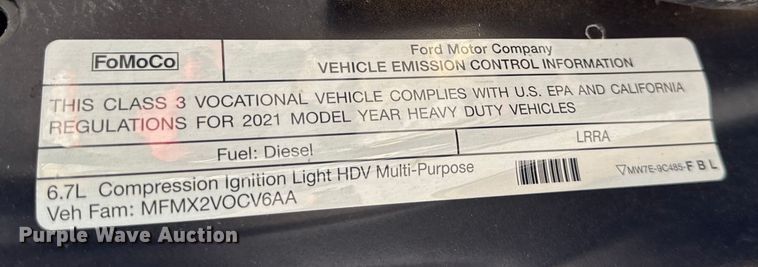 FoMoCo
Ford Motor Company
VEHICLE EMISSION CONTROL INFORMATION
THIS CLASS 3 VOCATIONAL VEHICLE COMPLIES WITH U.S. EPA AND CALIFORNIA
REGULATIONS FOR 2021 MODEL YEAR HEAVY DUTY VEHICLES
Fuel: Diesel
LRRA
6.7L Compression Ignition Light HDV Multi-Purpose
Veh Fam: MFMX2VOCV6AA
▽MW7E-9C485-FBL
Purple Wave Auction